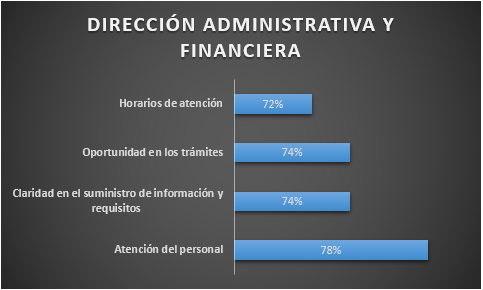 DIRECCIÓN ADMINISTRATIVA Y
FINANCIERA
Horarios de atención
72%
Oportunidad en los trámites
74%
Claridad en el suministro de información y
requisitos
74%
Atención del personal
78%